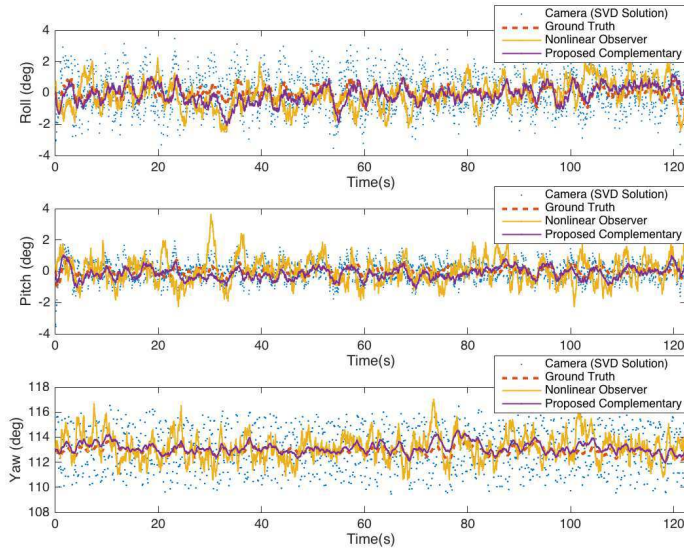 Camera (SVD Solution)
Ground Truth
Nonlinear Observer
Proposed Complementary
4
2
0
-2
-4
Roll (deg)
0 20 40 60 80 100 120
Time(s)
Camera (SVD Solution)
Ground Truth
Nonlinear Observer
Proposed Complementary
4
2
0
-2
-4
Pitch (deg)
0 20 40 60 80 100 120
Time(s)
Camera (SVD Solution)
Ground Truth
Nonlinear Observer
Proposed Complementary
118
116
114
112
110
108
Yaw (deg)
0 20 40 60 80 100 120
Time(s)